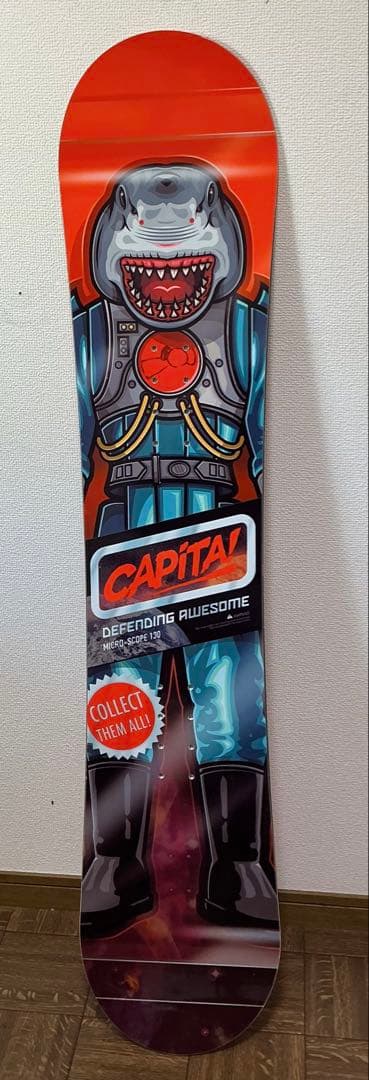 CAPiTA!
DEFENDING AWESOME
MICRO-SCOPE 130
COLLECT
THEM ALL!